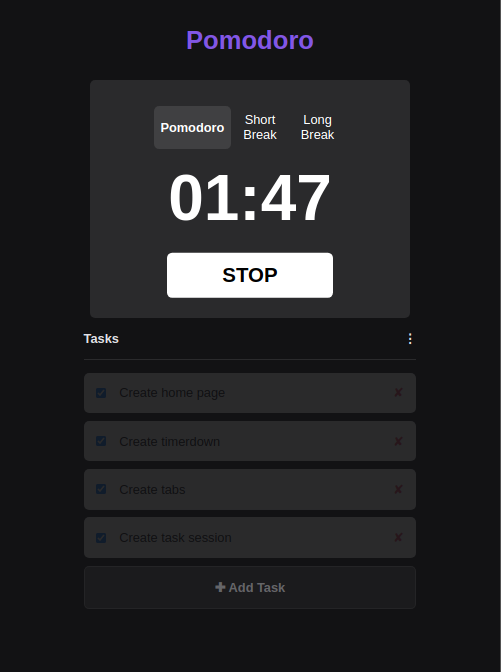 Pomodoro
Pomodoro
Short
Break
Long
Break
01:47
STOP
Tasks
Create home page
Create timerdown
Create tabs
Create task session
Add Task